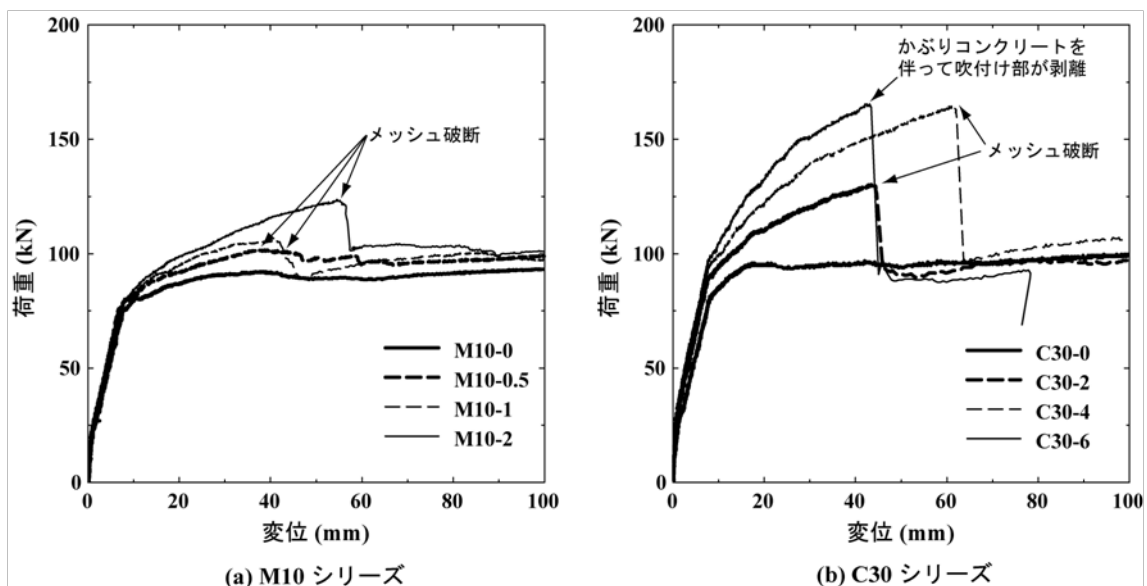 200
150
100
50
0
荷重 (kN)
メッシュ破断
M10-0
M10-0.5
M10-1
M10-2
0 20 40 60 80 100
変位 (mm)
(a) M10 シリーズ
200
150
100
50
0
荷重 (kN)
かぶりコンクリートを
伴って吹付け部が剥離
メッシュ破断
C30-0
C30-2
C30-4
C30-6
0 20 40 60 80 100
変位 (mm)
(b) C30 シリーズ